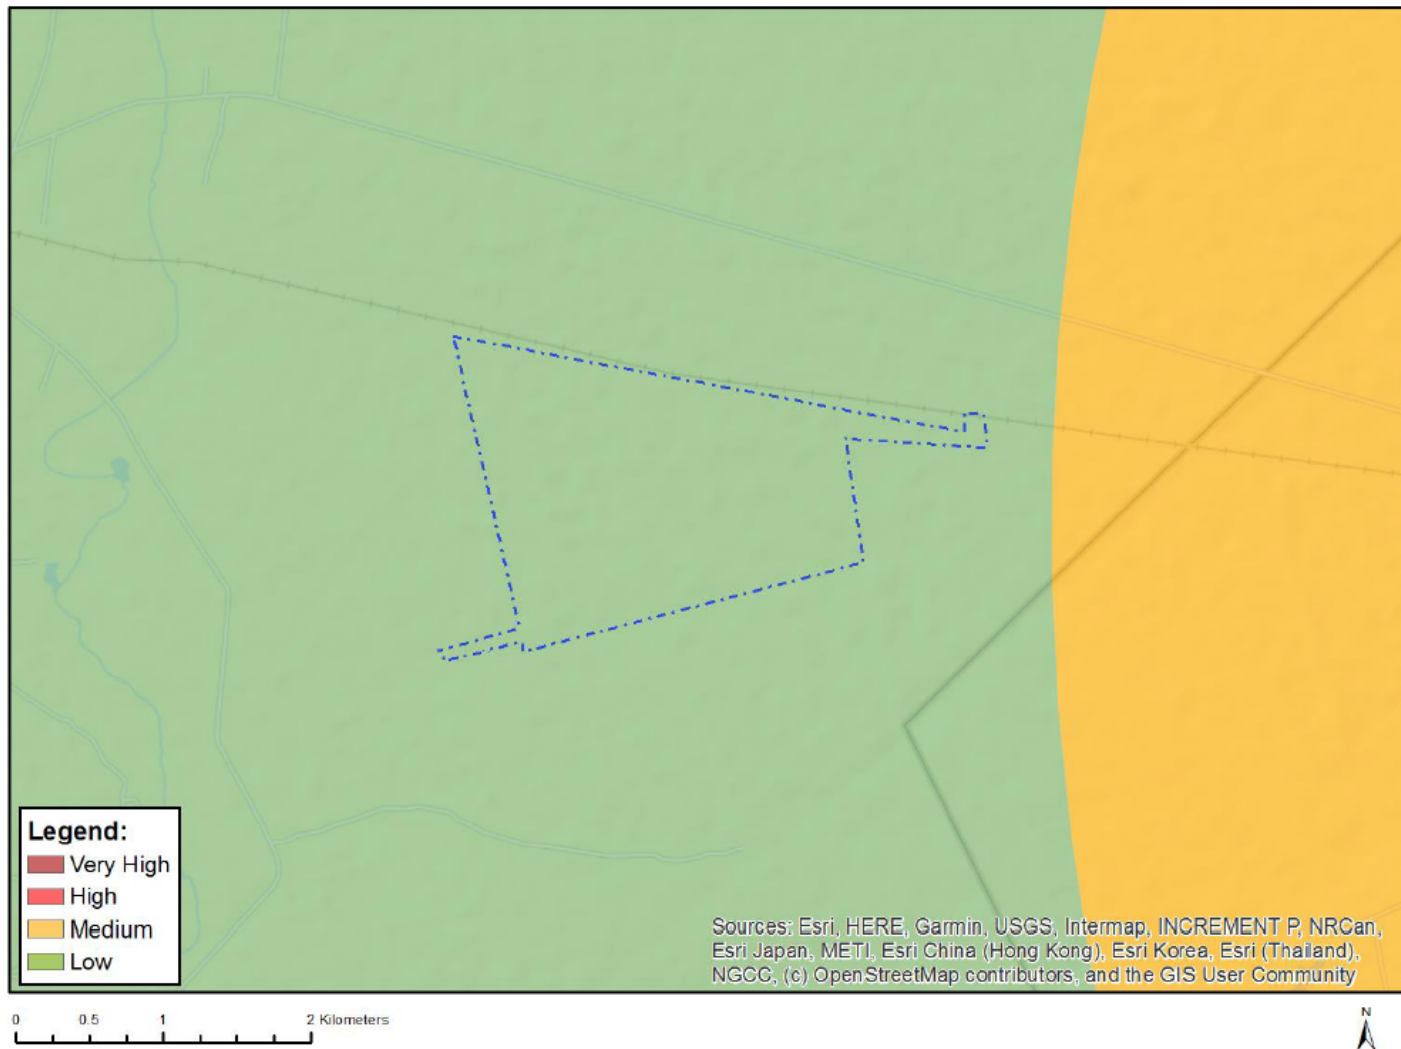 Legend:
Very High
High
Medium
Low
Sources: Esri, HERE, Garmin, USGS, Intermap, INCREMENT P, NRCan,
Esri Japan, METI, Esri China (Hong Kong), Esri Korea, Esri (Thailand),
NGCC, (c) OpenStreetMap contributors, and the GIS User Community
0 0.5 1 2 Kilometers
N